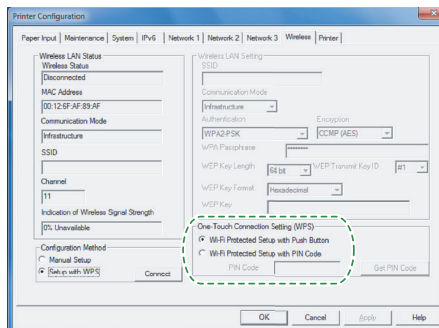 Printer Configuration
Paper Input Maintenance System IPv6 Network 1 Network 2 Network 3 Wireless Printer
Wireless LAN Status
Wireless Status
Disconnected
MAC Address
00:12:6F:AF:89:AF
Communication Mode
Infrastructure
SSID
Channel
11
Indication of Wireless Signal Strength
0% Unavailable
Configuration Method
Manual Setup
Setup with WPS
Connect
Wireless LAN Setting
SSID
Communication Mode
Infrastructure
Authentication Encryption
WPA2-PSK CCMP (AES)
WPA Passphrase ********
WEP Key Length 64 bit WEP Transmit Key ID #1
WEP Key Format Hexadecimal
WEP Key
One-Touch Connection Setting (WPS)
Wi-Fi Protected Setup with Push Button
Wi-Fi Protected Setup with PIN Code
PIN Code Get PIN Code
OK Cancel Apply Help